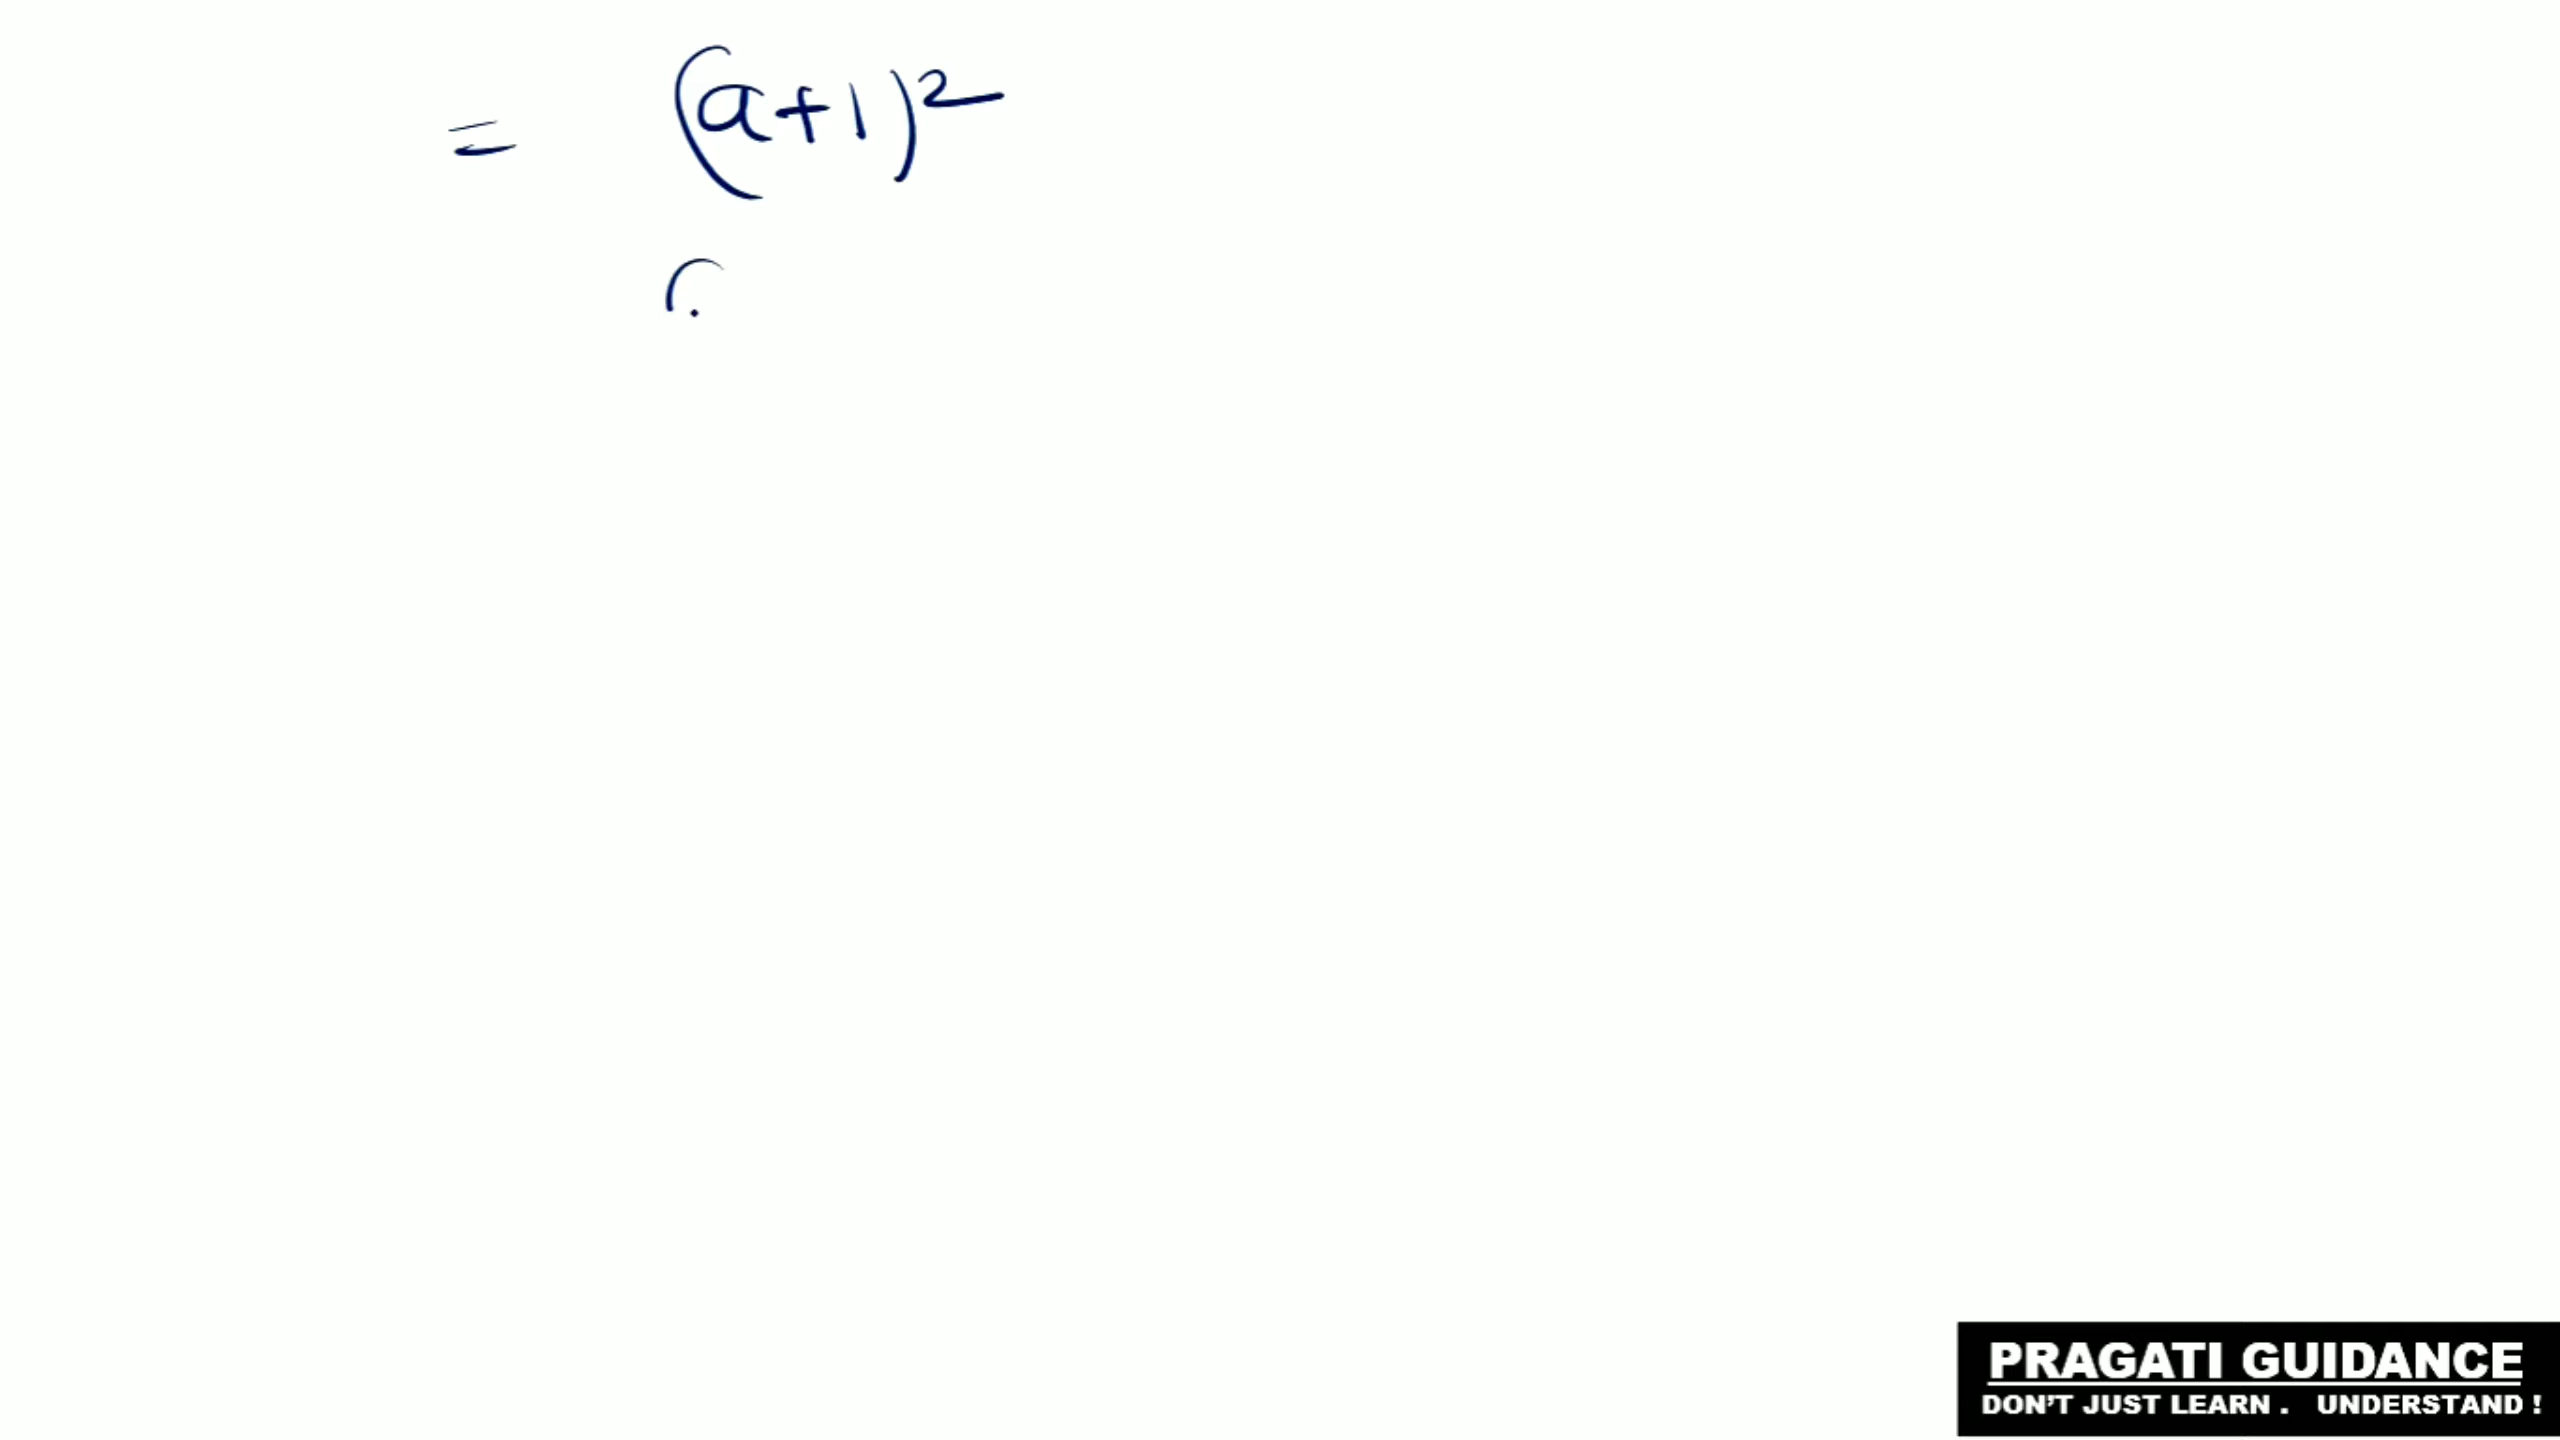 = (a+1)²
(
PRAGATI GUIDANCE
DON'T JUST LEARN . UNDERSTAND !